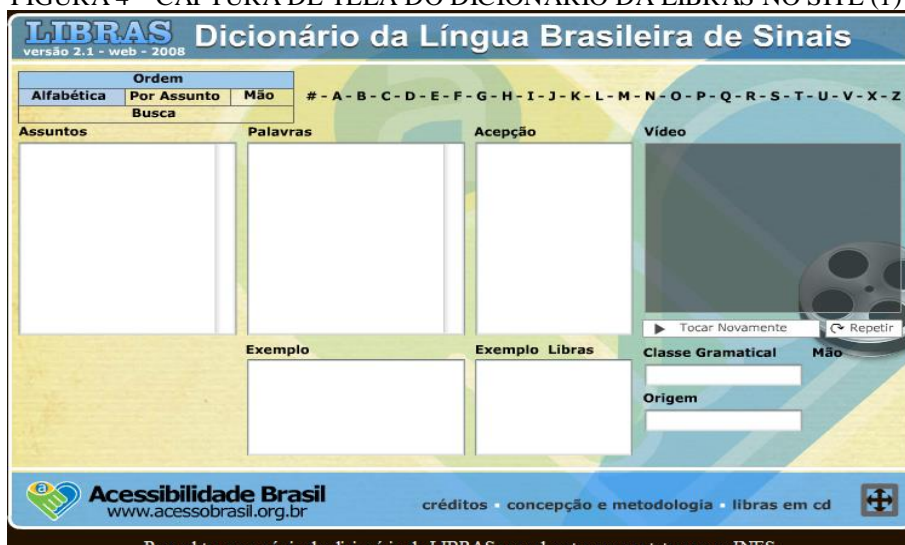 FIGURA 4 – CAPTURA DE TELA DO DICIONÁRIO DA LIBRAS NO SITE (1)
LIBRAS Dicionário da Língua Brasileira de Sinais
versão 2.1 - web - 2008
Ordem
Alfabética Por Assunto Mão
# - A - B - C - D - E - F - G - H - I - J - K - L - M - N - O - P - Q - R - S - T - U - V - X - Z
Busca
Assuntos Palavras Acepção Vídeo
Tocar Novamente Repetir
Exemplo Exemplo Libras Classe Gramatical Mão
Origem
Acessibilidade Brasil
www.acessobrasil.org.br
créditos - concepção e metodologia - libras em cd